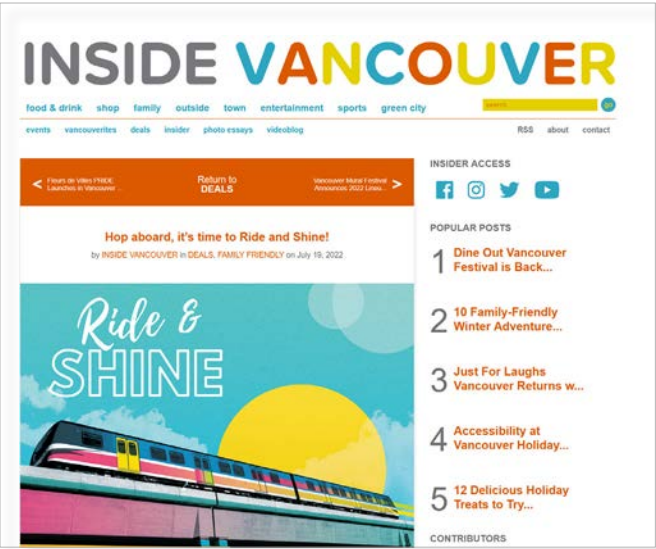 INSIDE VANCOUVER
food & drink shop family outside town entertainment sports green city
search
go
events vancouverites deals insider photo essays videoblog
RSS about contact
< Fleurs de Villes PRIDE
Launches in Vancouver ...
Return to
DEALS
Vancouver Mural Festival
Announces 2022 Lineu... >
Hop aboard, it's time to Ride and Shine!
by INSIDE VANCOUVER in DEALS, FAMILY FRIENDLY on July 19, 2022
Ride &
SHINE
INSIDER ACCESS
POPULAR POSTS
1 Dine Out Vancouver
Festival is Back...
2 10 Family-Friendly
Winter Adventure...
3 Just For Laughs
Vancouver Returns w...
4 Accessibility at
Vancouver Holiday...
5 12 Delicious Holiday
Treats to Try...
CONTRIBUTORS